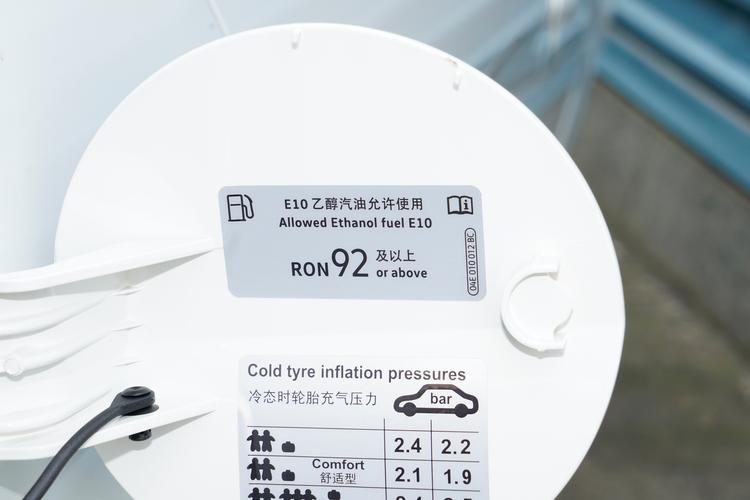 E10 乙醇汽油允许使用
Allowed Ethanol fuel E10
RON 92 及以上
or above
04E 010 012 BC
Cold tyre inflation pressures
冷态时轮胎充气压力
bar
2.4 2.2
Comfort
舒适型
2.1 1.9